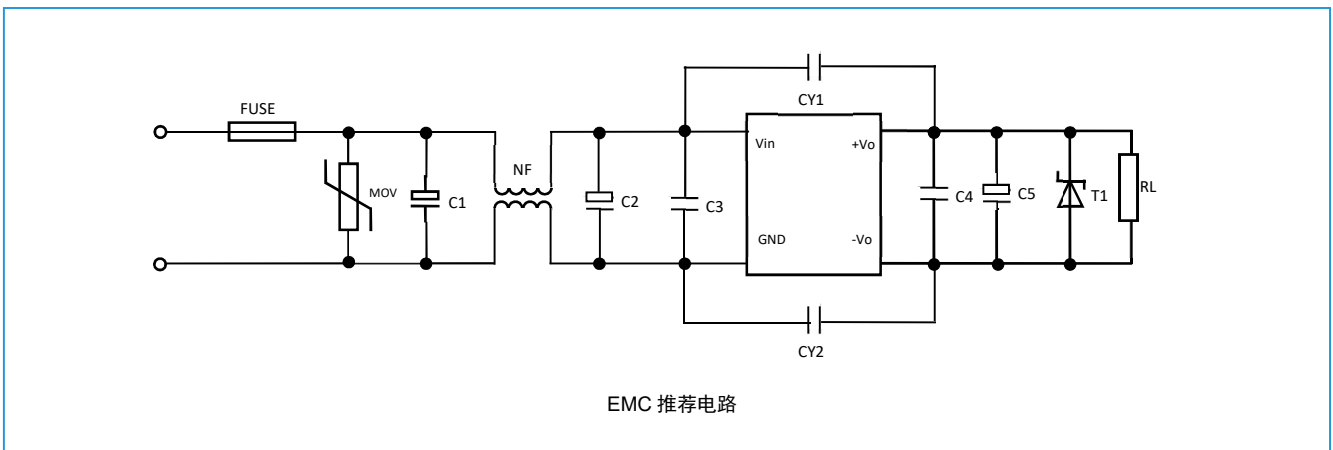 CY1
FUSE
Vin
+Vo
NF
MOV
C1
C2
C3
C4
C5
T1
RL
GND
-Vo
CY2
EMC 推荐电路